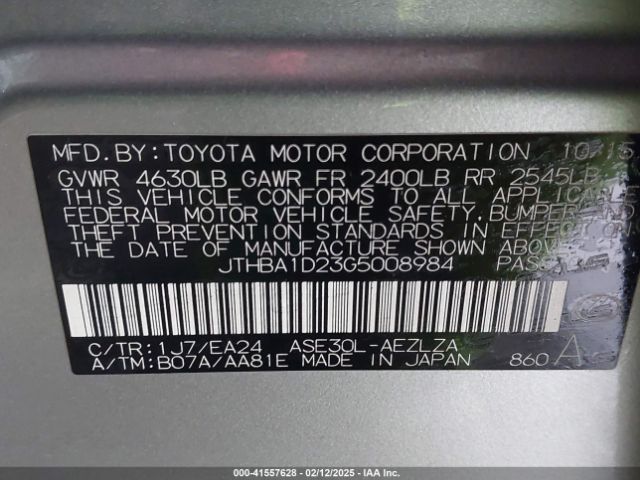 MFD.BY:TOYOTA MOTOR CORPORATION 10/15
GVWR 4630LB GAWR FR 2400LB RR 2545LB
THIS VEHICLE CONFORMS TO ALL APPLICABLE
FEDERAL MOTOR VEHICLE SAFETY,BUMPER,AND
THEFT PREVENTION STANDARDS IN EFFECT ON
THE DATE OF MANUFACTURE SHOWN ABOVE.
JTHBA1D23G5008984 PASS.
C/TR:1J7/EA24 ASE30L-AEZLZA
A/TM:B07A/AA81E MADE IN JAPAN 860A
© 41557628 - 02/12/2025 - IAA, LLC